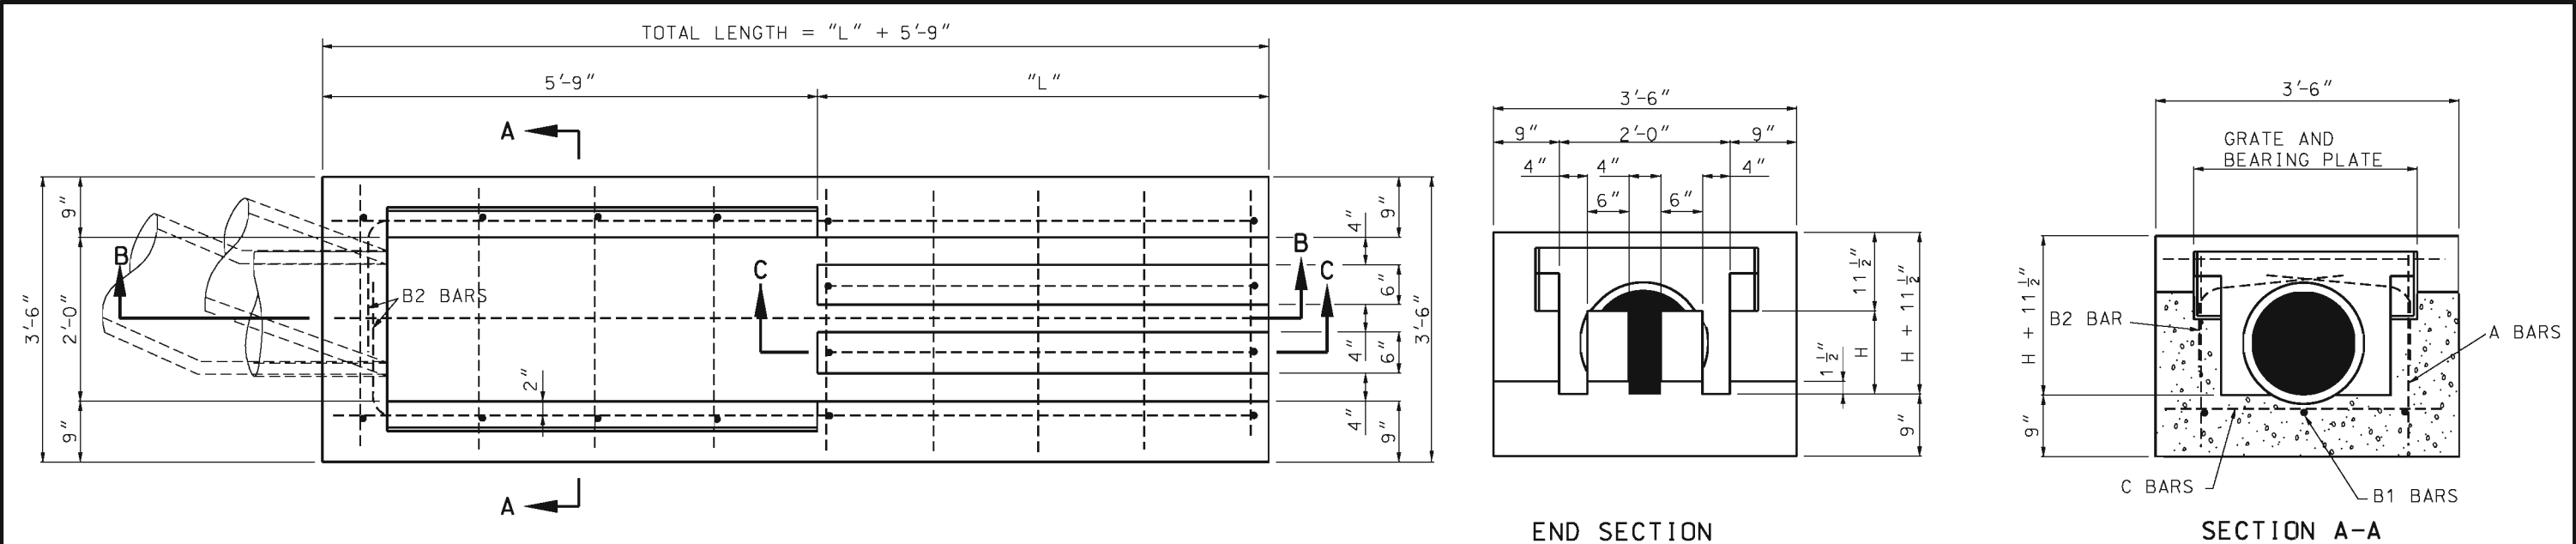 TOTAL LENGTH = "L" + 5'-9"
5'-9"
"L"
A
A
B
B
C
C
B2 BARS
3'-6"
9"
2'-0"
9"
2"
4"
4"
4"
9"
6"
6"
9"
3'-6"
3'-6"
9"
2'-0"
9"
4"
4"
4"
6"
6"
11 1/2"
H
1 1/2"
H + 11 1/2"
9"
END SECTION
3'-6"
GRATE AND
BEARING PLATE
H + 11 1/2"
9"
B2 BAR
A BARS
C BARS
B1 BARS
SECTION A-A